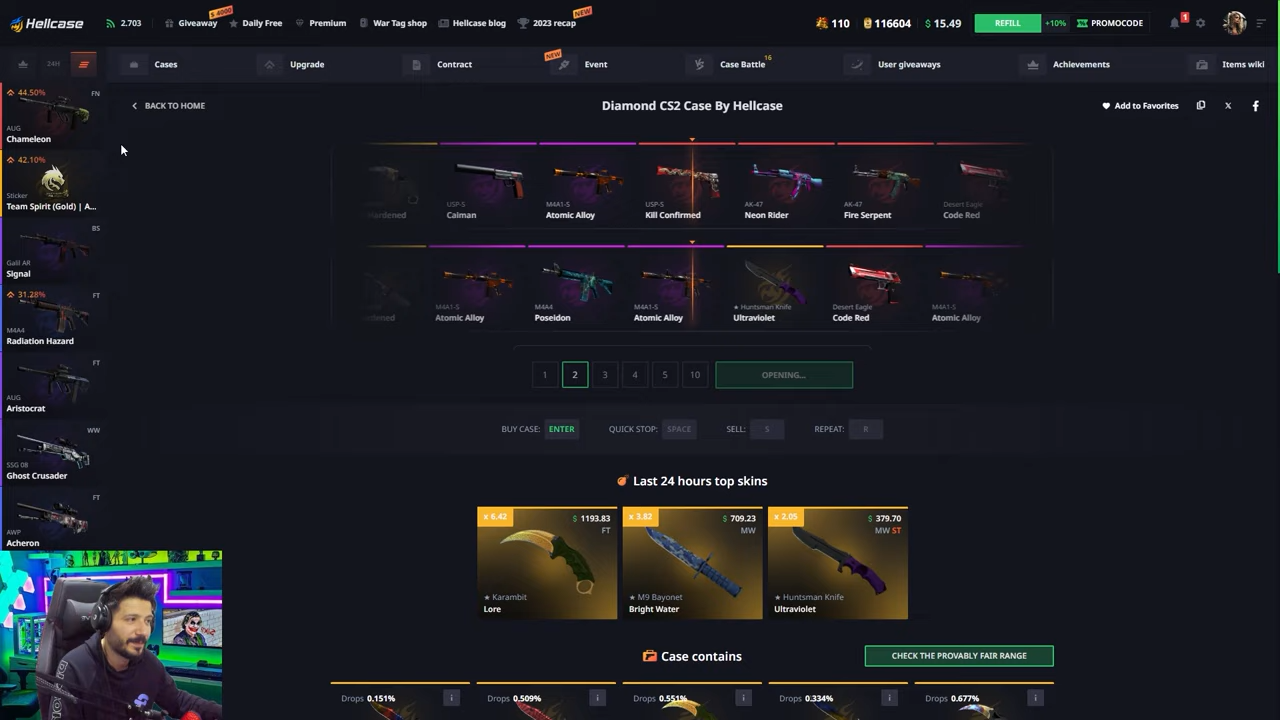 Hellcase
2.703
Giveaway
$ 4000
Daily Free
Premium
War Tag shop
Hellcase blog
2023 recap
NEW
110
116604
$ 15.49
REFILL
+10%
PROMOCODE
1
24H
Cases
Upgrade
Contract
NEW
Event
Case Battle
16
User giveaways
Achievements
Items wiki
44.50%
FN
AUG
Chameleon
42.10%
Sticker
Team Spirit (Gold) | A...
BS
Galil AR
Signal
31.28%
FT
M4A4
Radiation Hazard
FT
AUG
Aristocrat
WW
SSG 08
Ghost Crusader
FT
AWP
Acheron
BACK TO HOME
Diamond CS2 Case By Hellcase
Add to Favorites
Hardened
USP-S
Caiman
M4A1-S
Atomic Alloy
USP-S
Kill Confirmed
AK-47
Neon Rider
AK-47
Fire Serpent
Desert Eagle
Code Red
M4A1-S
Atomic Alloy
M4A4
Poseidon
M4A1-S
Atomic Alloy
★ Huntsman Knife
Ultraviolet
Desert Eagle
Code Red
M4A1-S
Atomic Alloy
1 2 3 4 5 10
OPENING...
BUY CASE: ENTER
QUICK STOP: SPACE
SELL: S
REPEAT: R
Last 24 hours top skins
x 6.42
$ 1193.83
FT
★ Karambit
Lore
x 3.82
$ 709.23
MW
★ M9 Bayonet
Bright Water
x 2.05
$ 379.70
MW ST
★ Huntsman Knife
Ultraviolet
Case contains
CHECK THE PROVABLY FAIR RANGE
Drops 0.151%
Drops 0.509%
Drops 0.551%
Drops 0.334%
Drops 0.677%